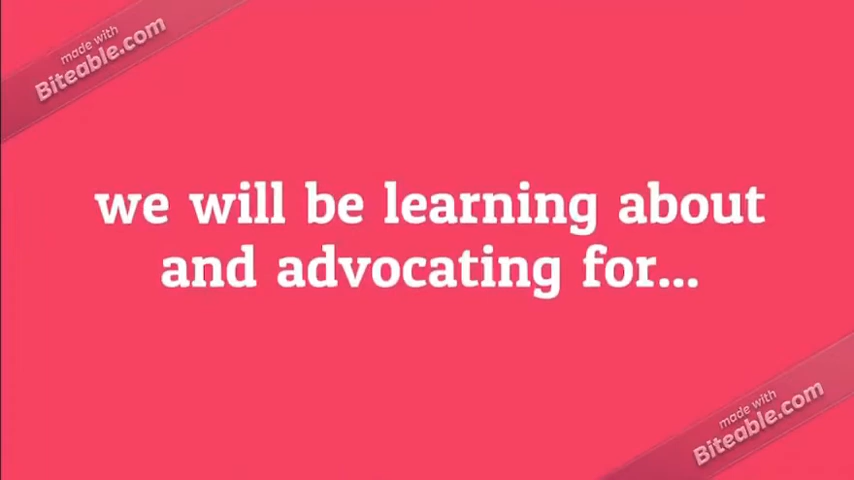 made with
Biteable.com
we will be learning about
and advocating for...
made with
Biteable.com